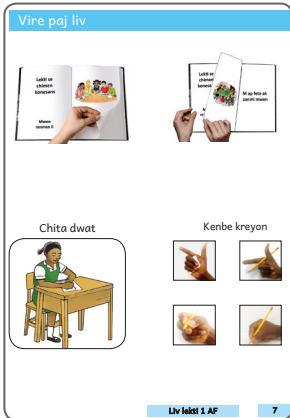 Vire paj liv
Lekti se
chimen
konesans
Mwen
renmen li
Lekti se
chimen
konesans
M ap fete ak
zanmi mwen
Chita dwat
Kenbe kreyon
Liv lekti 1 AF
7